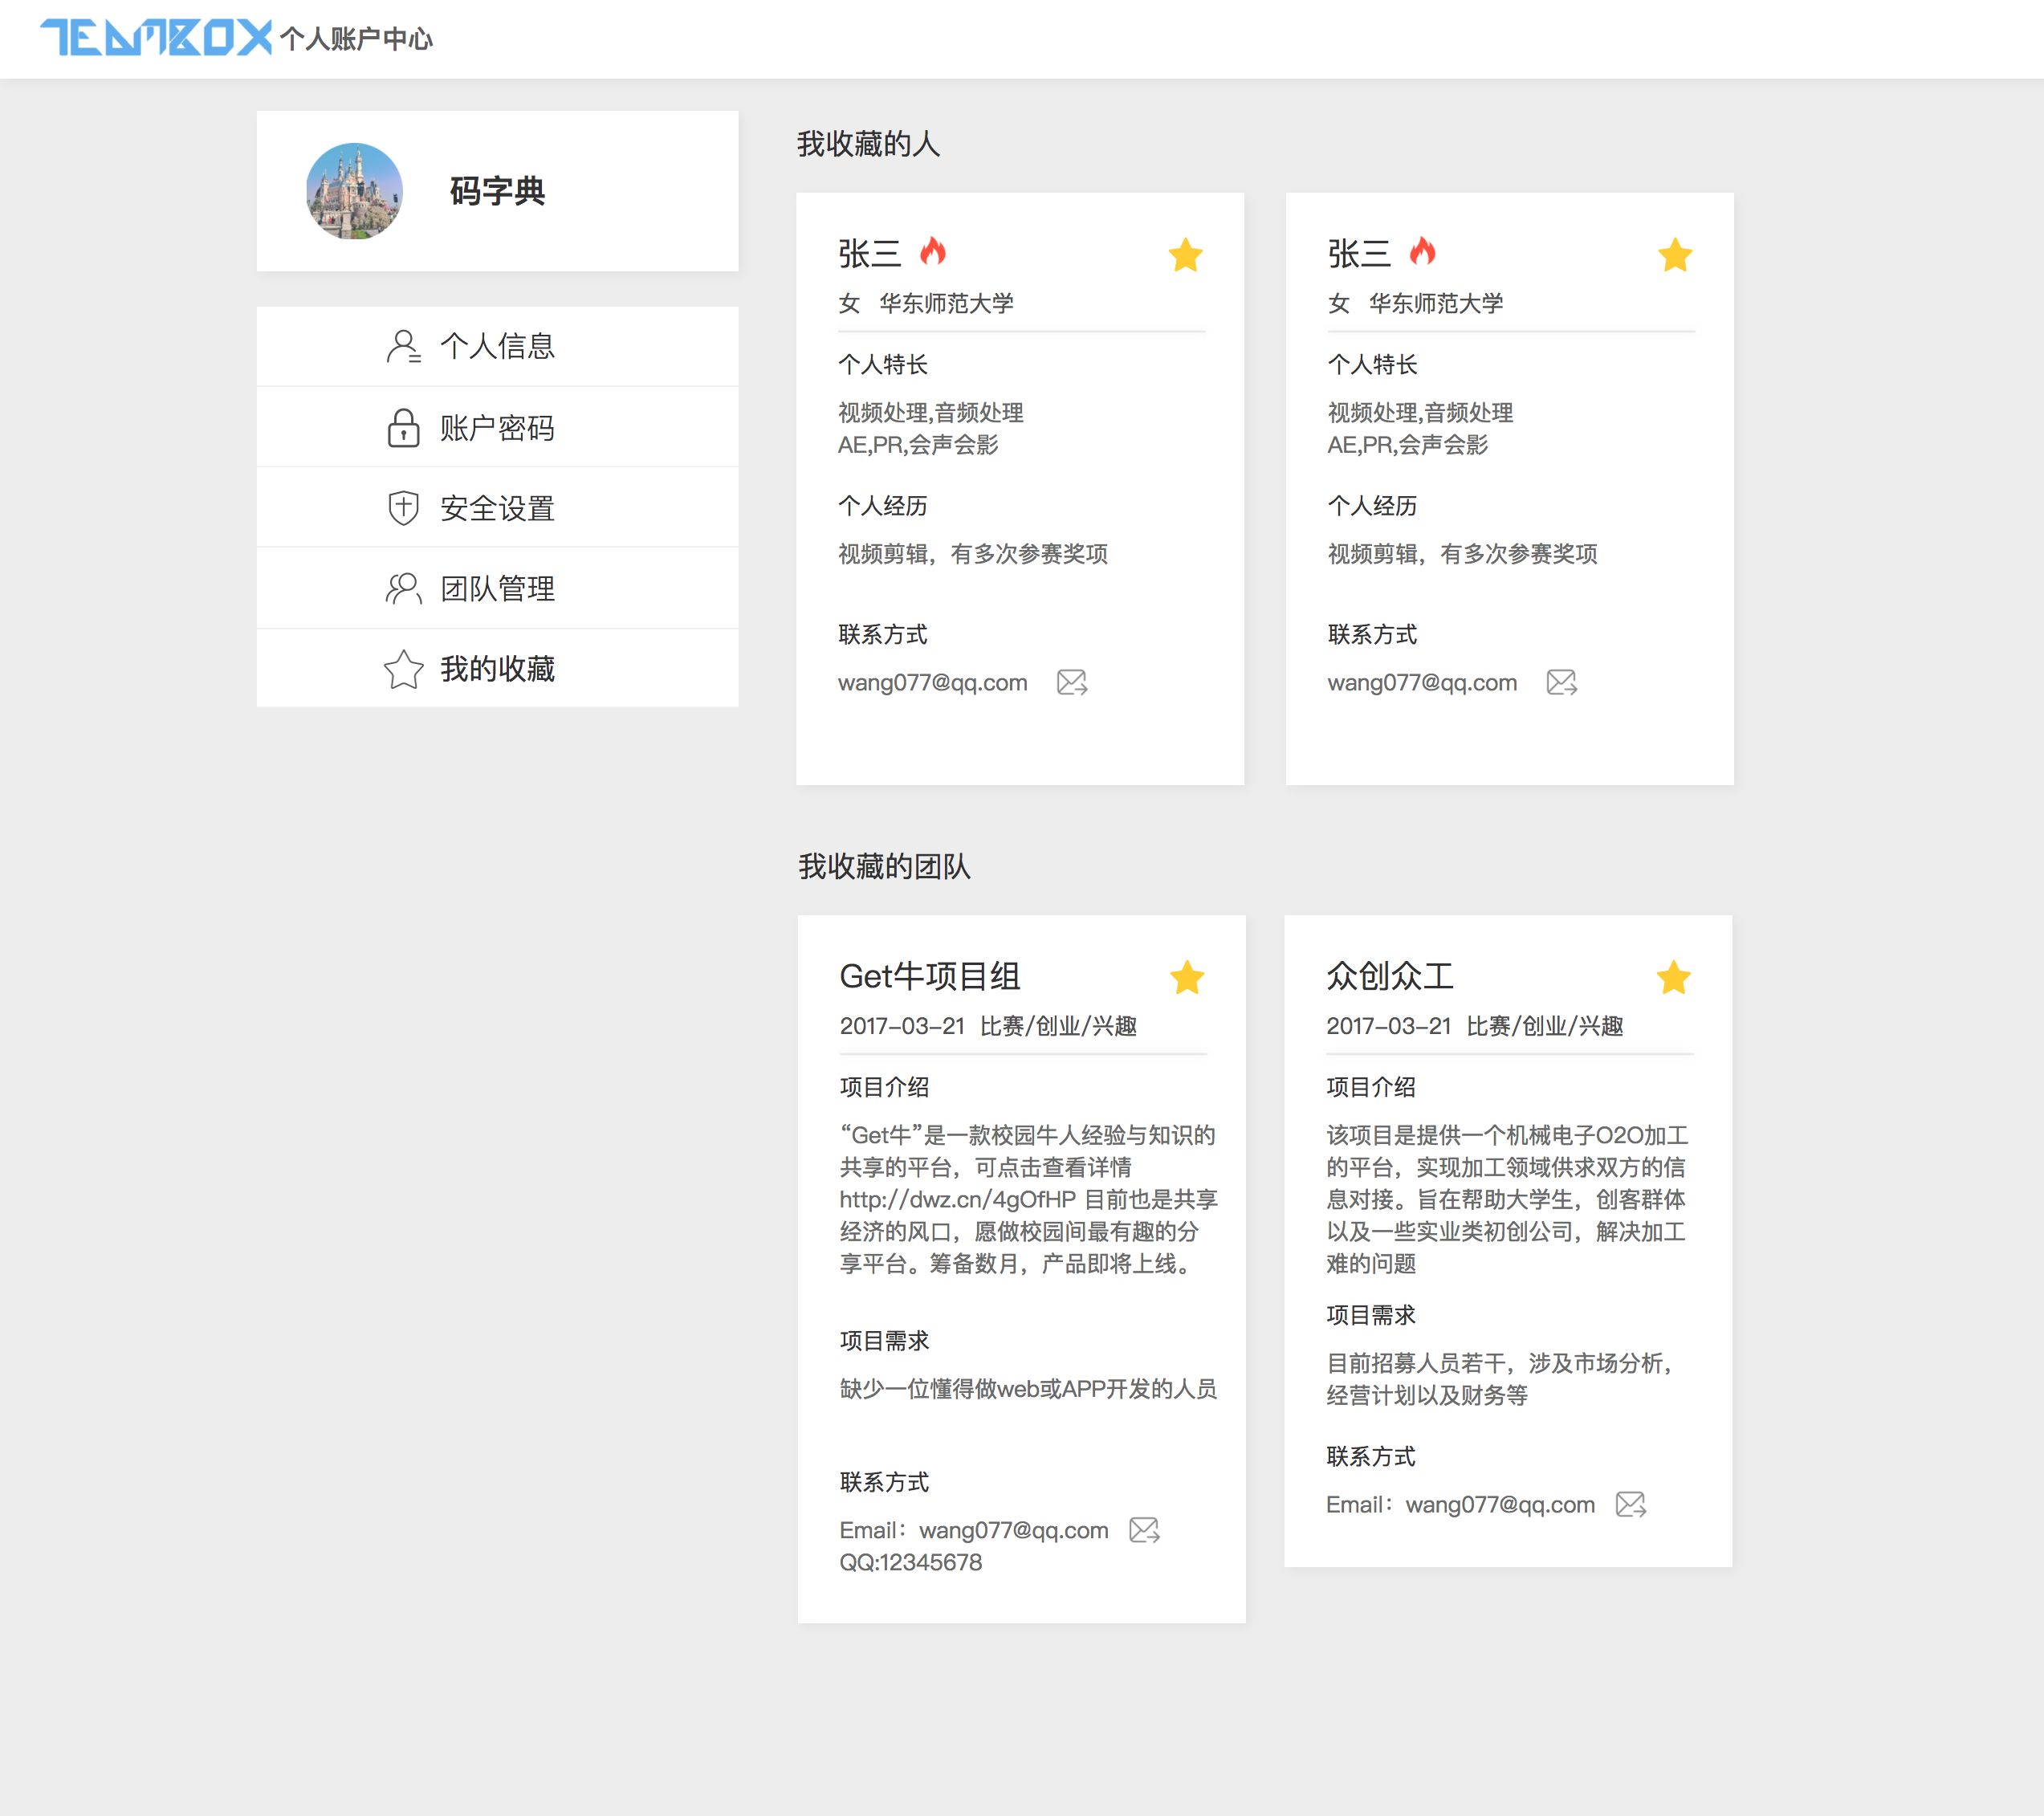 TEAMBOX 个人账户中心
码字典
个人信息
账户密码
安全设置
团队管理
我的收藏
我收藏的人
张三
女 华东师范大学
个人特长
视频处理,音频处理
AE,PR,会声会影
个人经历
视频剪辑，有多次参赛奖项
联系方式
wang077@qq.com
张三
女 华东师范大学
个人特长
视频处理,音频处理
AE,PR,会声会影
个人经历
视频剪辑，有多次参赛奖项
联系方式
wang077@qq.com
我收藏的团队
Get牛项目组
2017-03-21 比赛/创业/兴趣
项目介绍
“Get牛”是一款校园牛人经验与知识的
共享的平台，可点击查看详情
http://dwz.cn/4gOfHP 目前也是共享
经济的风口，愿做校园间最有趣的分
享平台。筹备数月，产品即将上线。
项目需求
缺少一位懂得做web或APP开发的人员
联系方式
Email：wang077@qq.com
QQ:12345678
众创众工
2017-03-21 比赛/创业/兴趣
项目介绍
该项目是提供一个机械电子O2O加工
的平台，实现加工领域供求双方的信
息对接。旨在帮助大学生，创客群体
以及一些实业类初创公司，解决加工
难的问题
项目需求
目前招募人员若干，涉及市场分析，
经营计划以及财务等
联系方式
Email：wang077@qq.com